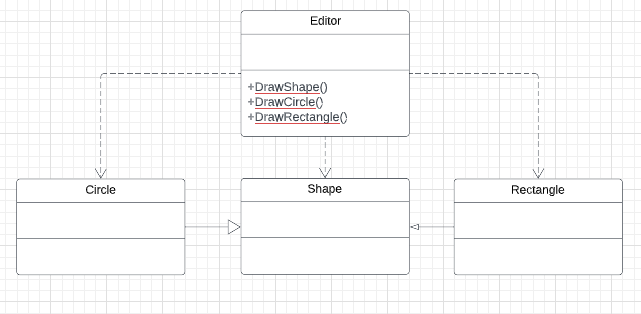 Editor
+DrawShape()
+DrawCircle()
+DrawRectangle()
Circle
Shape
Rectangle